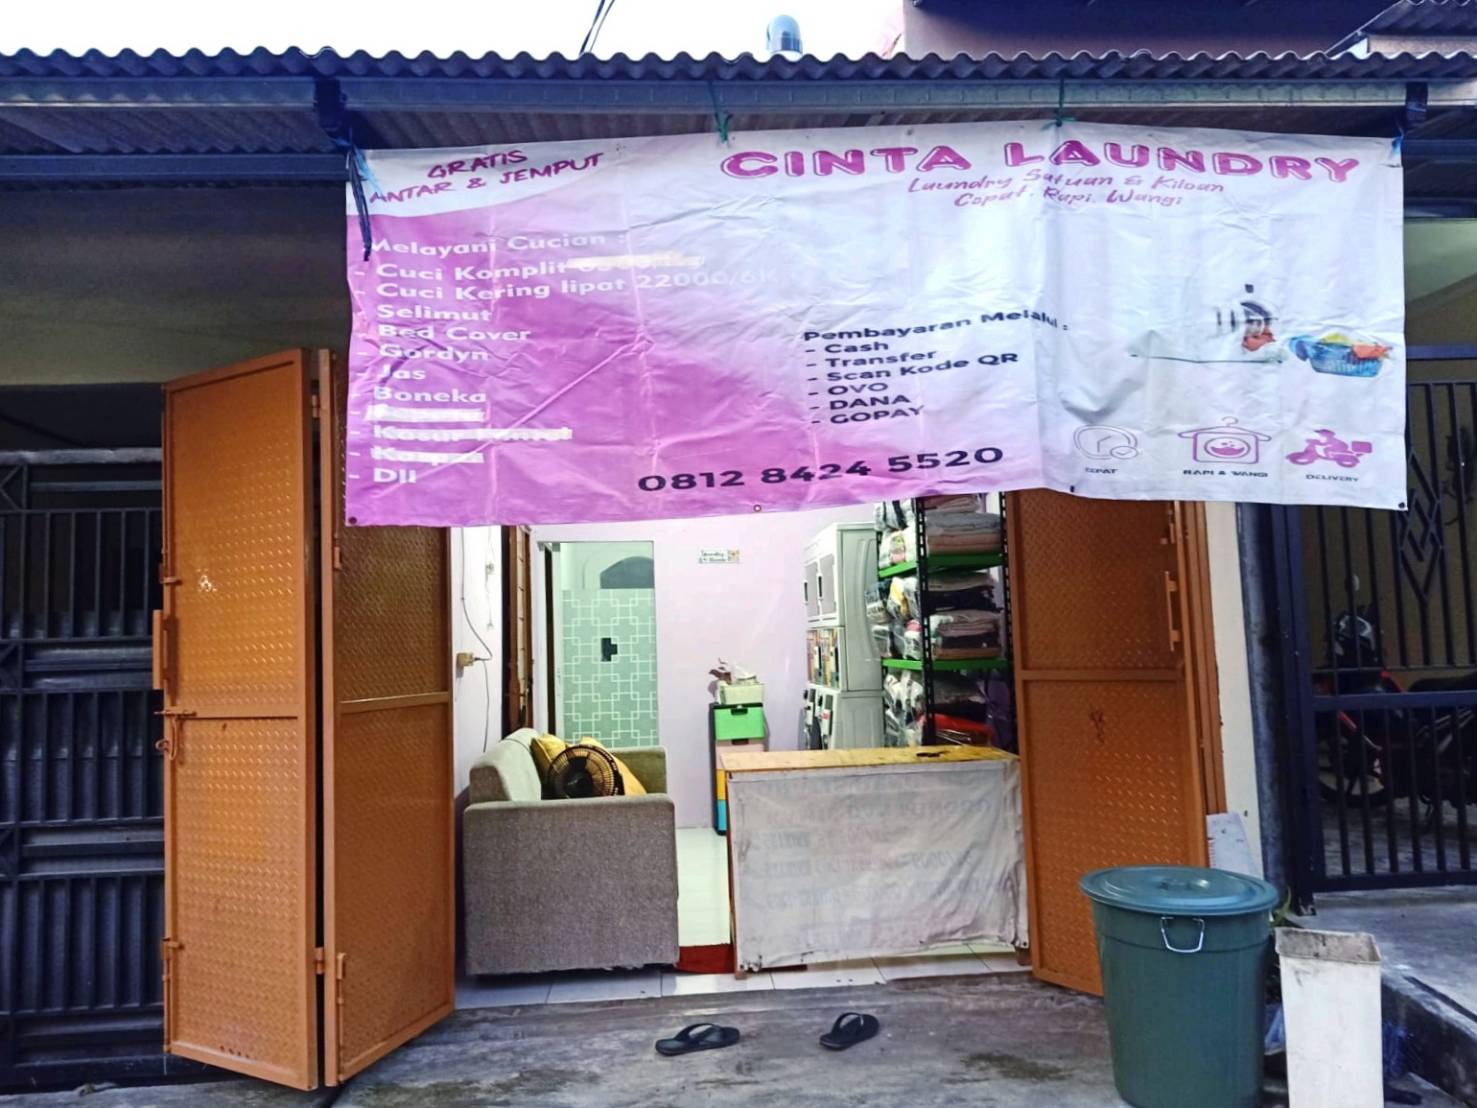 GRATIS
ANTAR & JEMPUT
CINTA LAUNDRY
Laundry Satuan & Kiloan
Cepat. Rapi. Wangi
Melayani Cucian :
- Cuci Komplit
- Cuci Kering lipat 22000/6K
Selimut
- Bed Cover
- Gordyn
- Jas
Boneka
- Kasur
-
- Dll
Pembayaran Melalui :
- Cash
- Transfer
- Scan Kode QR
- OVO
- DANA
- GOPAY
0812 8424 5520
CEPAT
RAPI & WANGI
DELIVERY